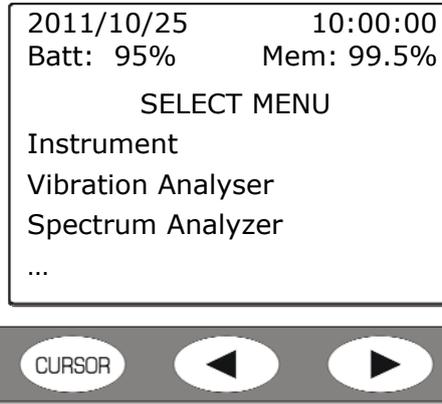 2011/10/25 10:00:00
Batt: 95% Mem: 99.5%
SELECT MENU
Instrument
Vibration Analyser
Spectrum Analyzer
…
CURSOR